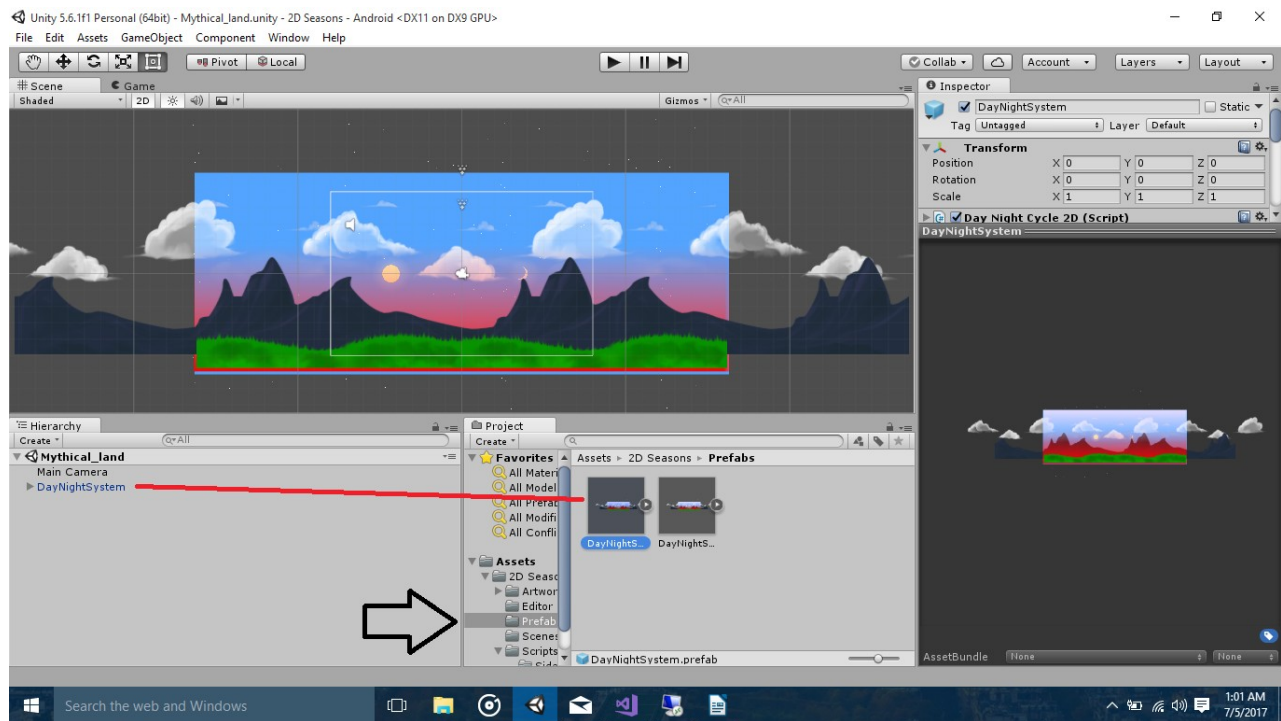 Unity 5.6.1f1 Personal (64bit) - Mythical_land.unity - 2D Seasons - Android <DX11 on DX9 GPU>
File Edit Assets GameObject Component Window Help
Pivot Local Collab Account Layers Layout
Scene Game
Shaded 2D Gizmos All
Inspector
DayNightSystem Static
Tag Untagged Layer Default
Transform
Position X 0 Y 0 Z 0
Rotation X 0 Y 0 Z 0
Scale X 1 Y 1 Z 1
Day Night Cycle 2D (Script)
DayNightSystem
Hierarchy
Create All
Mythical_land
Main Camera
DayNightSystem
Project
Create
Favorites
All Materi
All Model
All Prefab
All Modifi
All Confli
Assets
2D Seaso
Artwor
Editor
Prefab
Scenes
Scripts
Side
Assets 2D Seasons Prefabs
DayNightS... DayNightS...
DayNightSystem.prefab
AssetBundle None None
Search the web and Windows
1:01 AM
7/5/2017